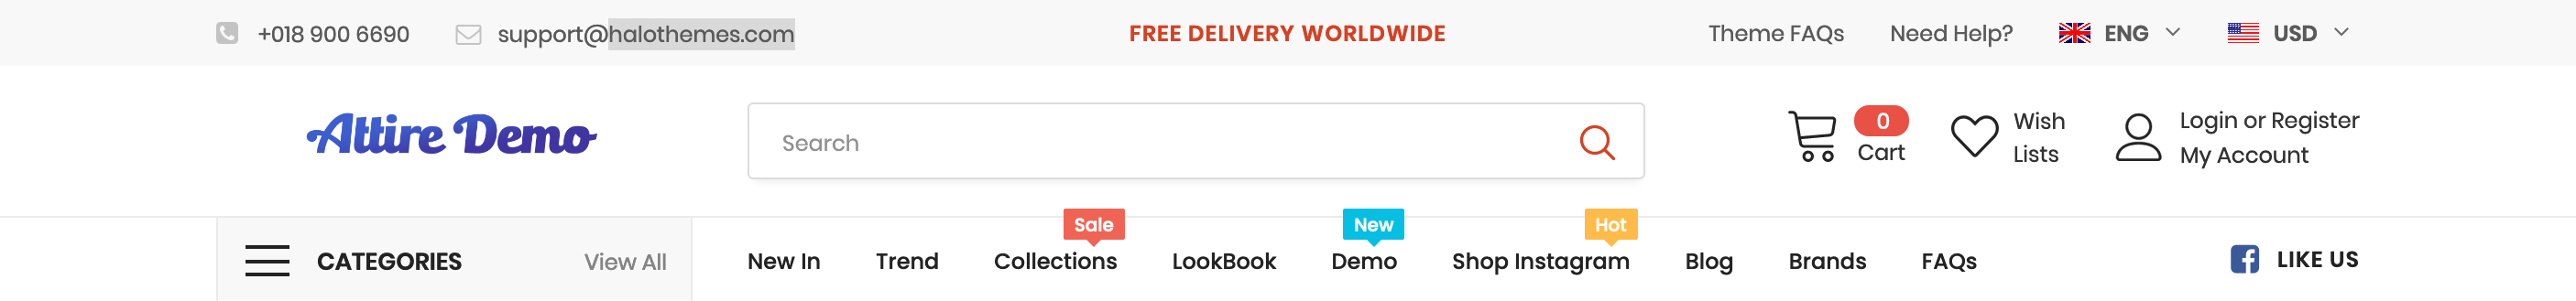 +018 900 6690 support@halothemes.com FREE DELIVERY WORLDWIDE Theme FAQs Need Help? ENG USD
Attire Demo
Search
0
Cart
Wish
Lists
Login or Register
My Account
CATEGORIES View All
Sale New Hot
New In Trend Collections LookBook Demo Shop Instagram Blog Brands FAQs LIKE US